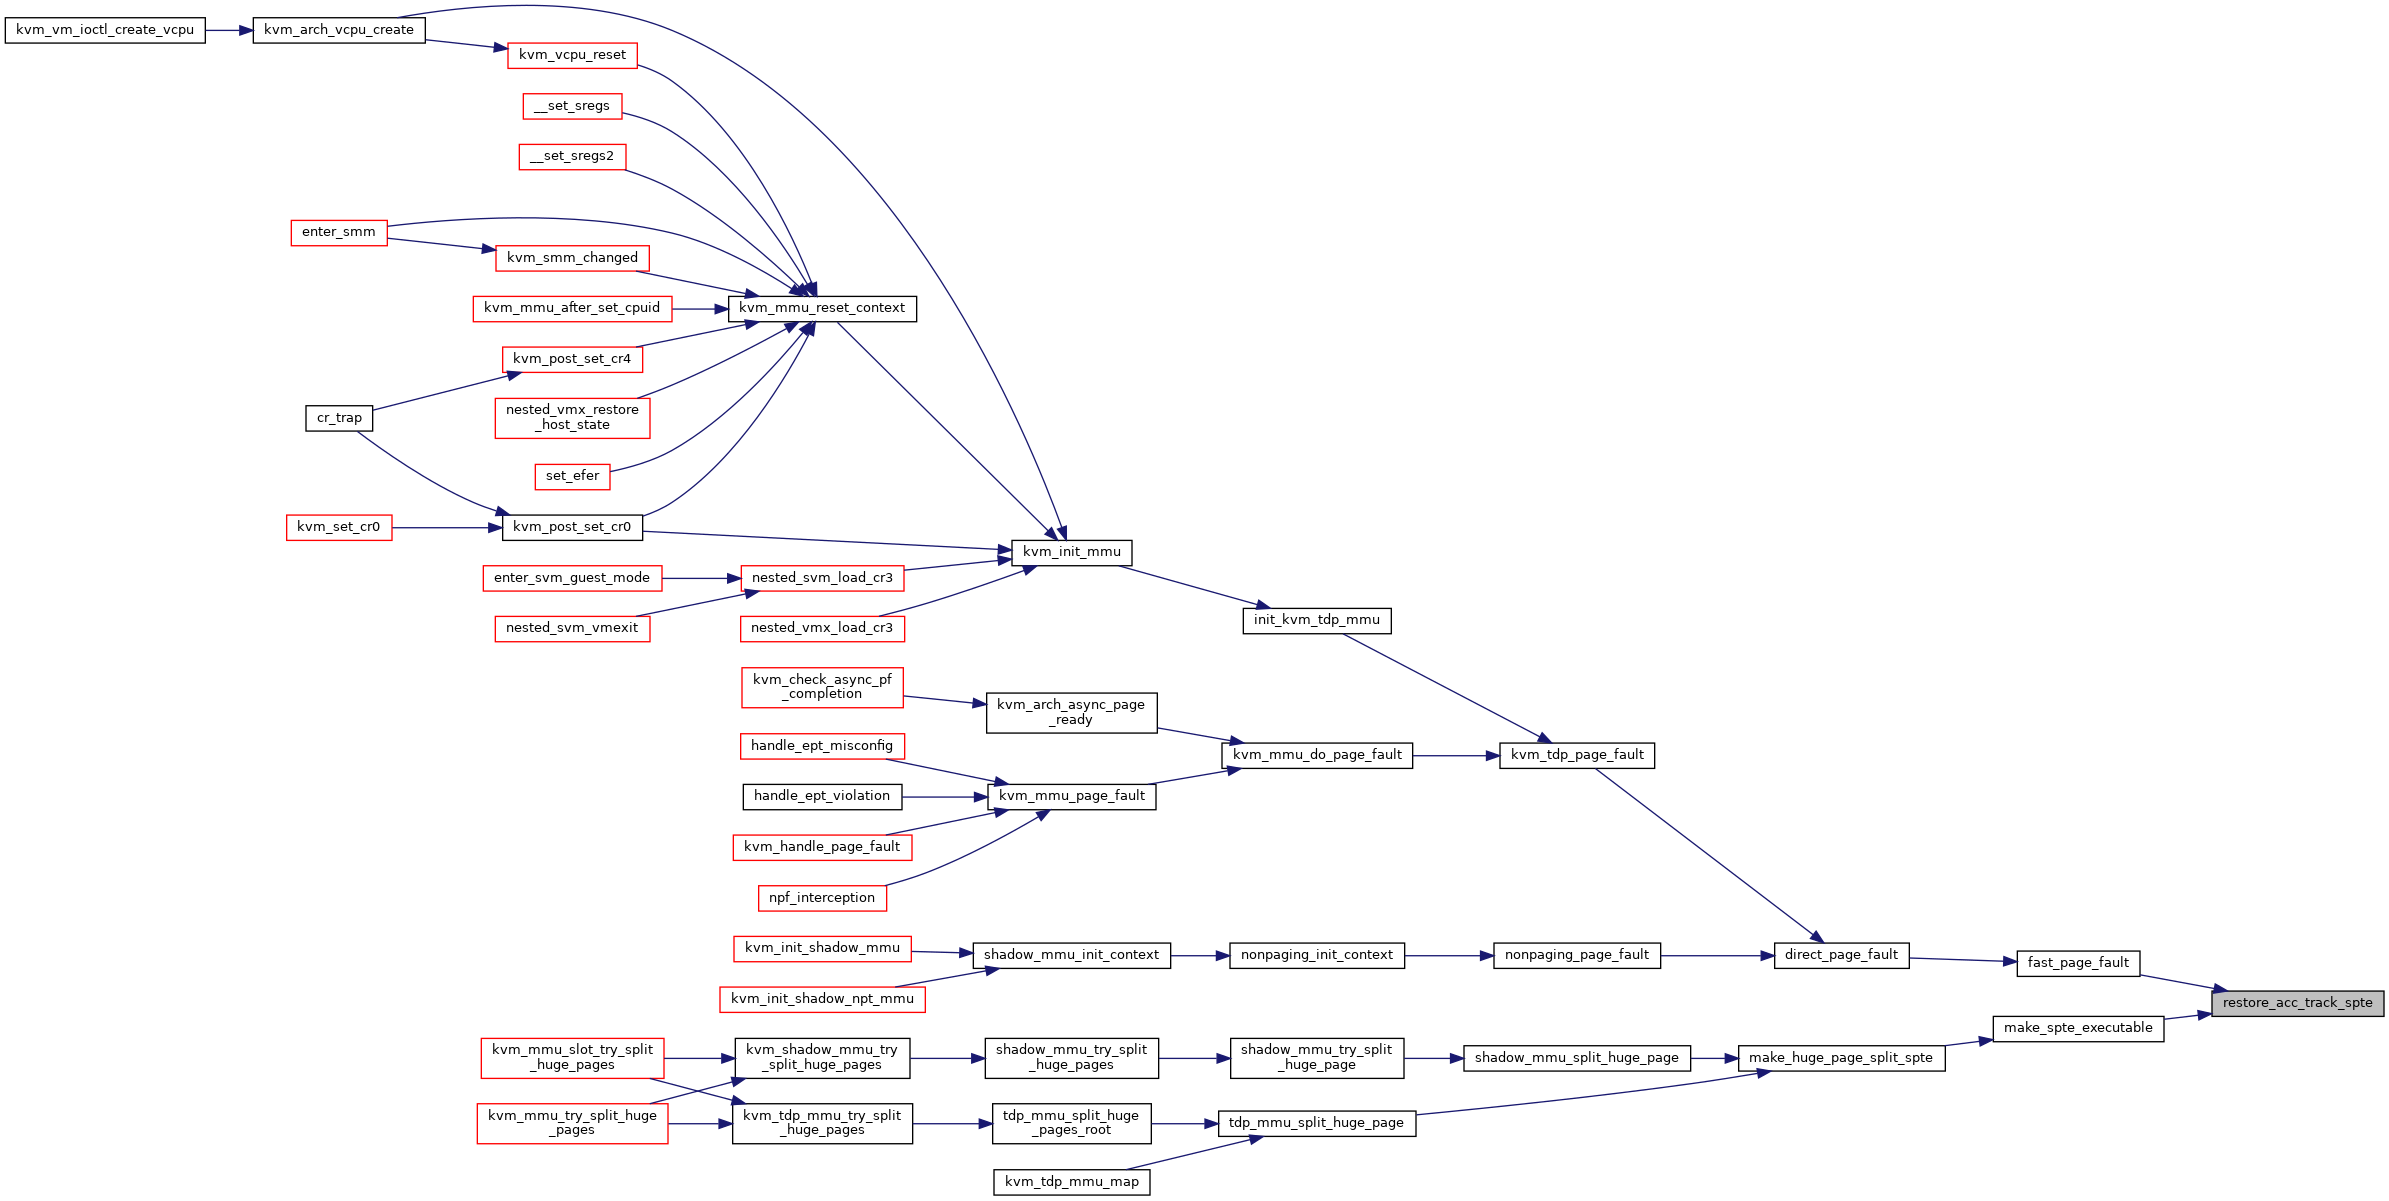 kvm_vm_ioctl_create_vcpu
kvm_arch_vcpu_create
kvm_vcpu_reset
__set_sregs
__set_sregs2
enter_smm
kvm_smm_changed
kvm_mmu_after_set_cpuid
kvm_mmu_reset_context
kvm_post_set_cr4
nested_vmx_restore
_host_state
cr_trap
set_efer
kvm_set_cr0
kvm_post_set_cr0
kvm_init_mmu
enter_svm_guest_mode
nested_svm_load_cr3
nested_svm_vmexit
nested_vmx_load_cr3
init_kvm_tdp_mmu
kvm_check_async_pf
_completion
kvm_arch_async_page
_ready
handle_ept_misconfig
kvm_mmu_do_page_fault
kvm_tdp_page_fault
handle_ept_violation
kvm_mmu_page_fault
kvm_handle_page_fault
npf_interception
kvm_init_shadow_mmu
shadow_mmu_init_context
nonpaging_init_context
nonpaging_page_fault
direct_page_fault
fast_page_fault
kvm_init_shadow_npt_mmu
restore_acc_track_spte
make_spte_executable
kvm_mmu_slot_try_split
_huge_pages
kvm_shadow_mmu_try
_split_huge_pages
shadow_mmu_try_split
_huge_pages
shadow_mmu_try_split
_huge_page
shadow_mmu_split_huge_page
make_huge_page_split_spte
kvm_mmu_try_split_huge
_pages
kvm_tdp_mmu_try_split
_huge_pages
tdp_mmu_split_huge
_pages_root
tdp_mmu_split_huge_page
kvm_tdp_mmu_map